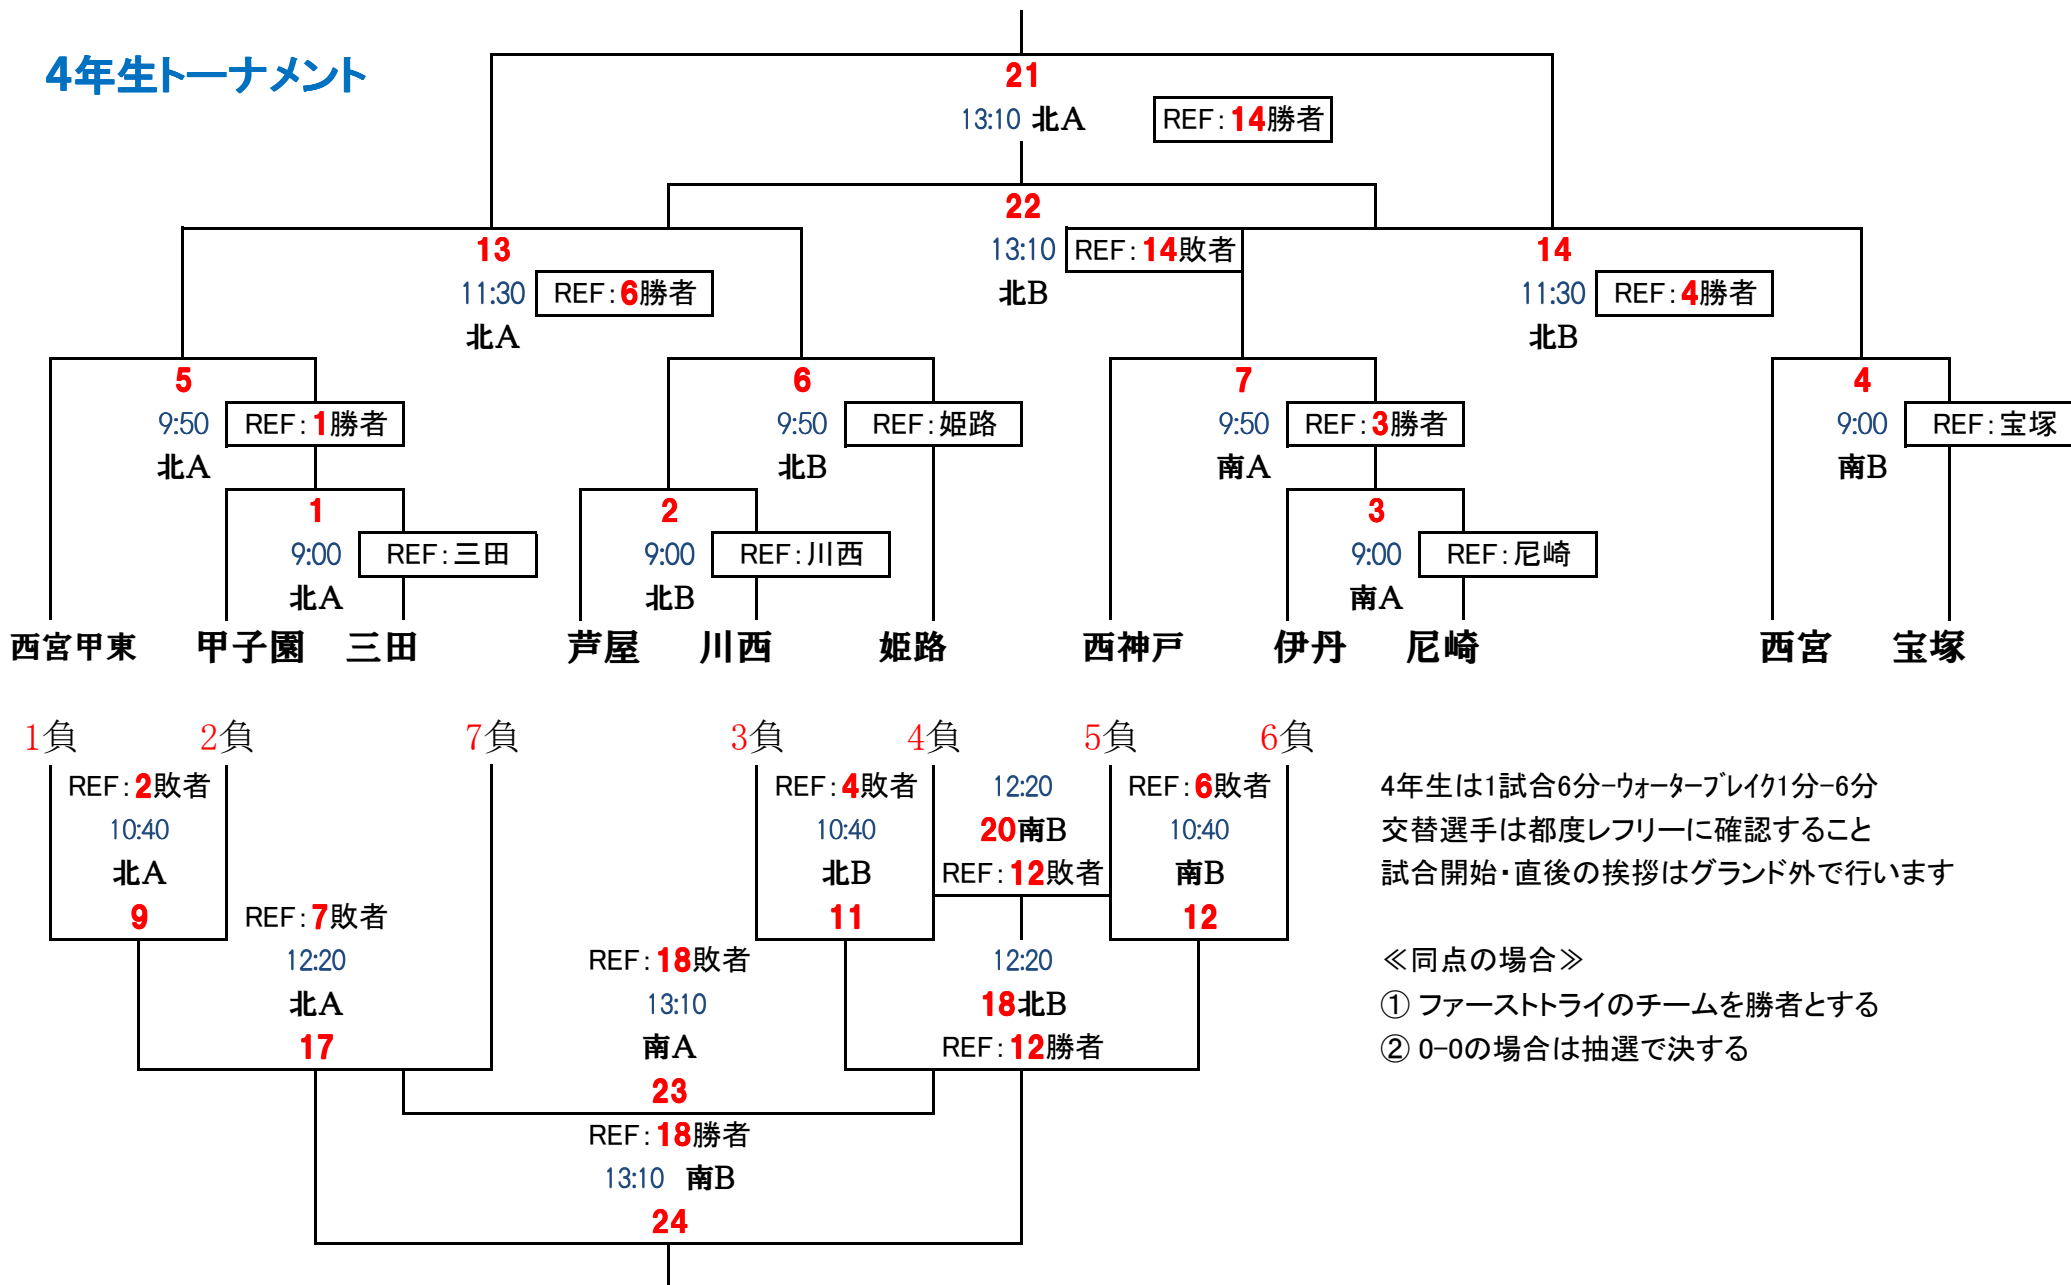 4年生トーナメント
21
13:10 北A
REF:14勝者
22
13:10
REF:14敗者
北B
13
11:30
REF:6勝者
北A
14
11:30
REF:4勝者
北B
5
9:50
REF:1勝者
北A
6
9:50
REF:姫路
北B
7
9:50
REF:3勝者
南A
4
9:00
REF:宝塚
南B
1
9:00
REF:三田
北A
2
9:00
REF:川西
北B
3
9:00
REF:尼崎
南A
西宮甲東 甲子園 三田 芦屋 川西 姫路 西神戸 伊丹 尼崎 西宮 宝塚
1負 2負 7負 3負 4負 5負 6負
REF:2敗者
10:40
北A
9
REF:7敗者
12:20
北A
17
REF:4敗者
10:40
北B
11
12:20
20南B
REF:12敗者
REF:6敗者
10:40
南B
12
12:20
18北B
REF:12勝者
REF:18敗者
13:10
南A
23
REF:18勝者
13:10 南B
24
4年生は1試合6分-ウォーターブレイク1分-6分
交替選手は都度レフリーに確認すること
試合開始・直後の挨拶はグランド外で行います
≪同点の場合≫
① ファーストトライのチームを勝者とする
② 0-0の場合は抽選で決する